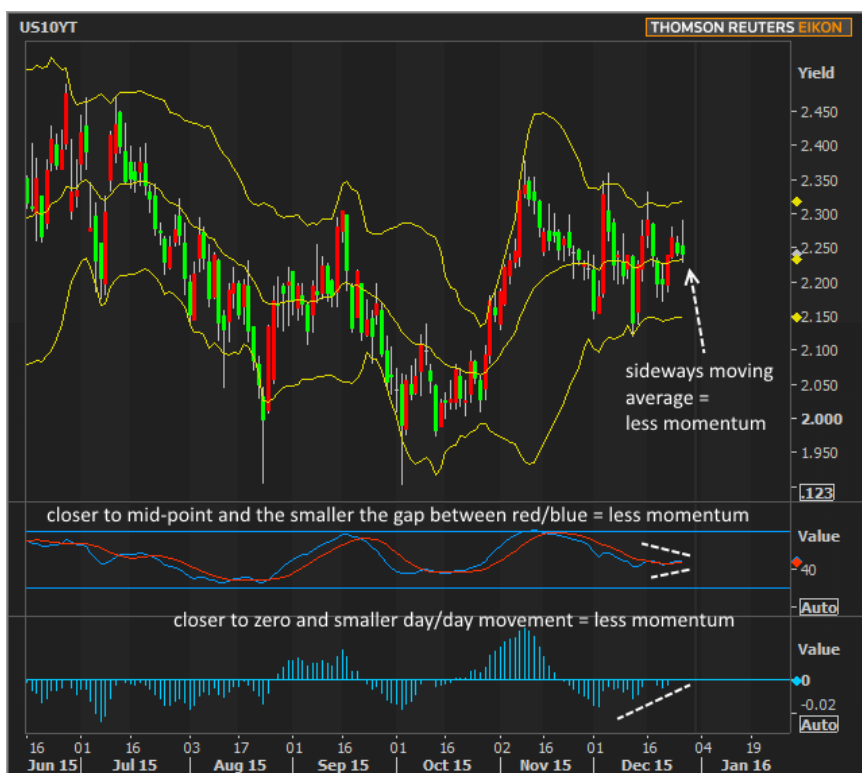 US10YT
THOMSON REUTERS EIKON
Yield
2.450
2.400
2.350
2.300
2.250
2.200
2.150
2.100
2.050
2.000
1.950
.123
sideways moving
average =
less momentum
closer to mid-point and the smaller the gap between red/blue = less momentum
Value
40
Auto
closer to zero and smaller day/day movement = less momentum
Value
0
-0.02
Auto
16 01 16 03 17 01 16 01 16 02 16 01 16 04 19
Jun 15 Jul 15 Aug 15 Sep 15 Oct 15 Nov 15 Dec 15 Jan 16